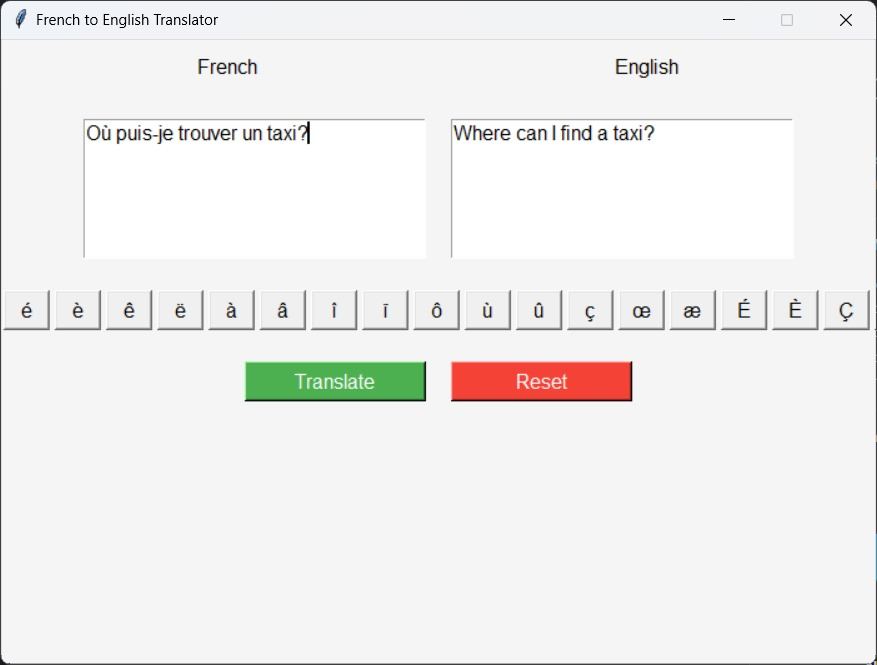 French to English Translator
French English
Où puis-je trouver un taxi? Where can I find a taxi?
é è ê ë à â î ī ô ù û ç œ æ É È Ç
Translate Reset